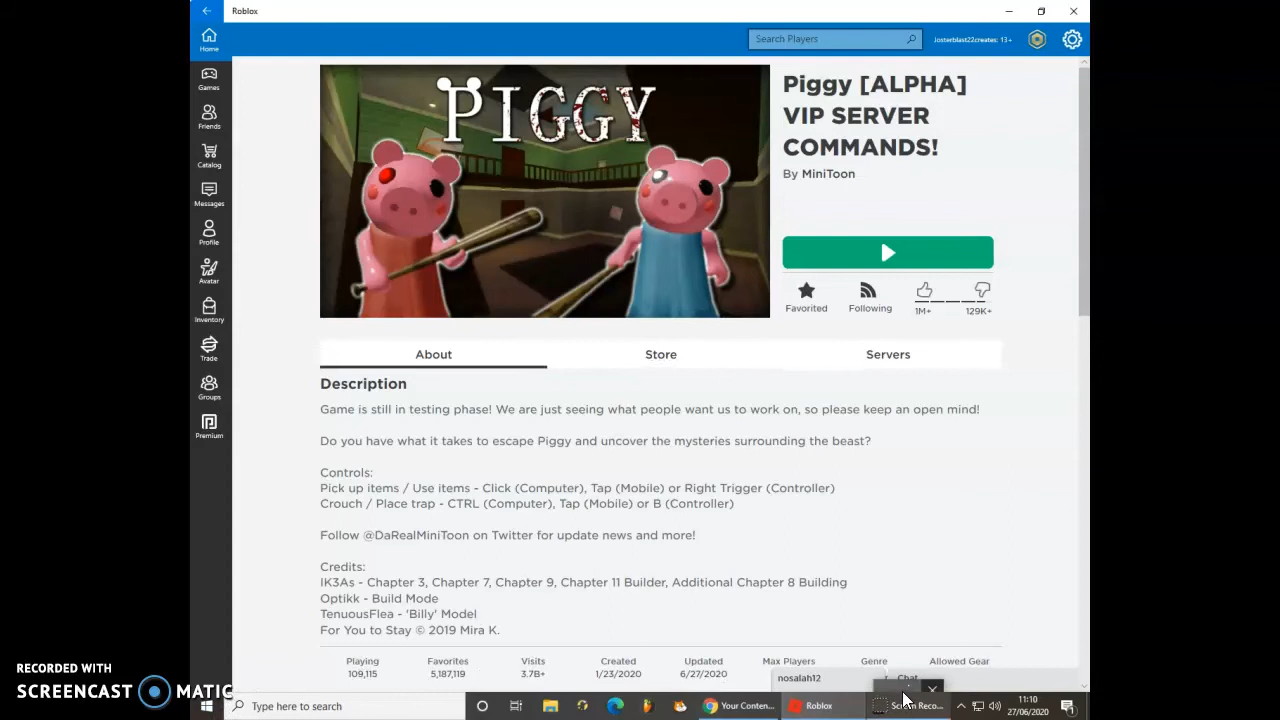 Roblox
Home
Search Players
Josterblast22creates: 13+
Games
Friends
Catalog
Messages
Profile
Avatar
Inventory
Trade
Groups
Premium
PIGGY
Piggy [ALPHA]
VIP SERVER
COMMANDS!
By MiniToon
Favorited
Following
1M+
129K+
About
Store
Servers
Description
Game is still in testing phase! We are just seeing what people want us to work on, so please keep an open mind!
Do you have what it takes to escape Piggy and uncover the mysteries surrounding the beast?
Controls:
Pick up items / Use items - Click (Computer), Tap (Mobile) or Right Trigger (Controller)
Crouch / Place trap - CTRL (Computer), Tap (Mobile) or B (Controller)
Follow @DaRealMiniToon on Twitter for update news and more!
Credits:
IK3As - Chapter 3, Chapter 7, Chapter 9, Chapter 11 Builder, Additional Chapter 8 Building
Optikk - Build Mode
TenuousFlea - 'Billy' Model
For You to Stay © 2019 Mira K.
Playing Favorites Visits Created Updated Max Players Genre Allowed Gear
109,115 5,187,119 3.7B+ 1/23/2020 6/27/2020
nosalah12
Chat
RECORDED WITH
SCREENCAST MATIC
Type here to search
Your Conten...
Roblox
Screen Reco...
11:10
27/06/2020
1